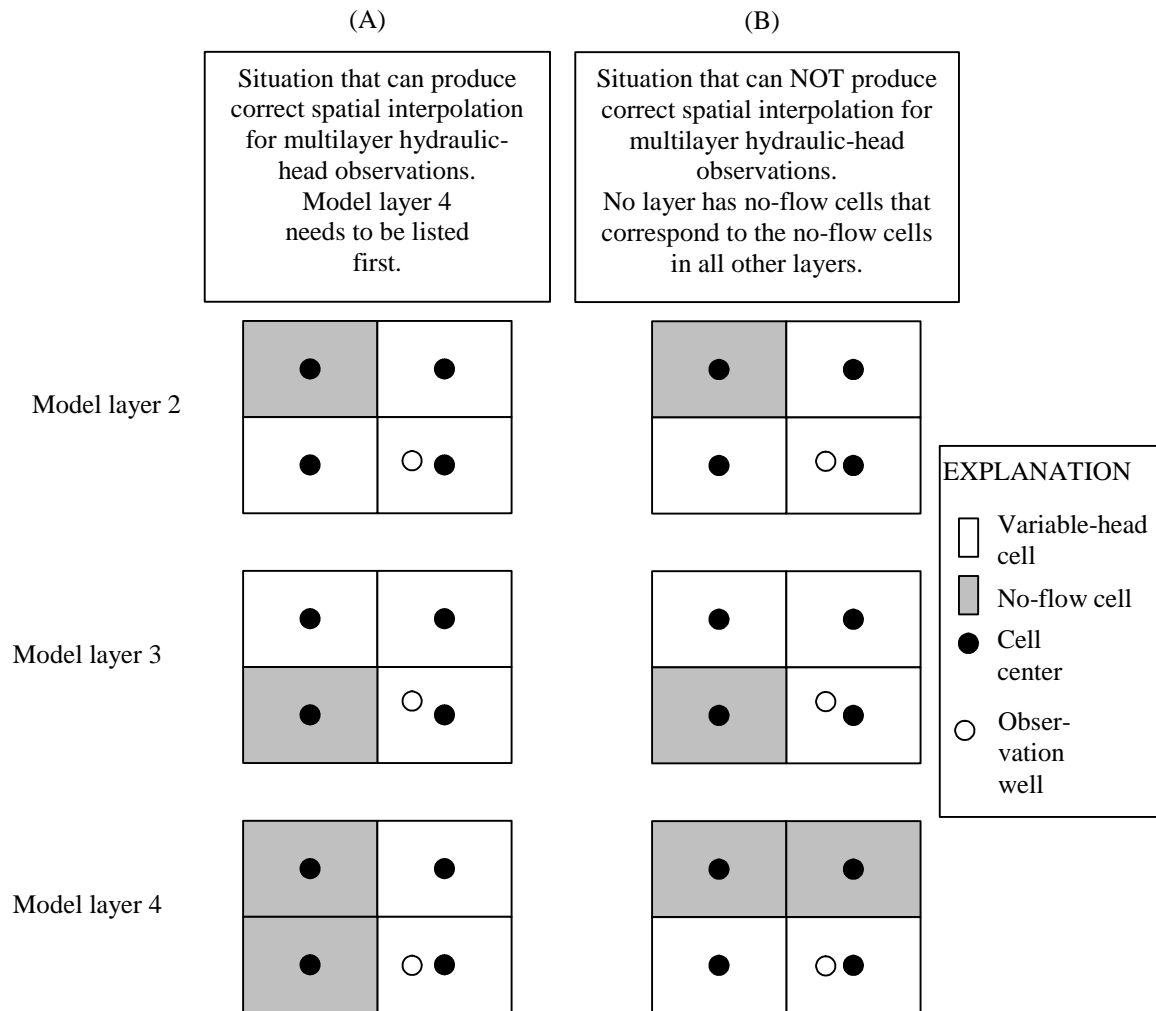 (A)
(B)
Situation that can produce
correct spatial interpolation
for multilayer hydraulic-
head observations.
Model layer 4
needs to be listed
first.
Situation that can NOT produce
correct spatial interpolation for
multilayer hydraulic-head
observations.
No layer has no-flow cells that
correspond to the no-flow cells
in all other layers.
Model layer 2
Model layer 3
Model layer 4
EXPLANATION
Variable-head
cell
No-flow cell
Cell
center
Obser-
vation
well